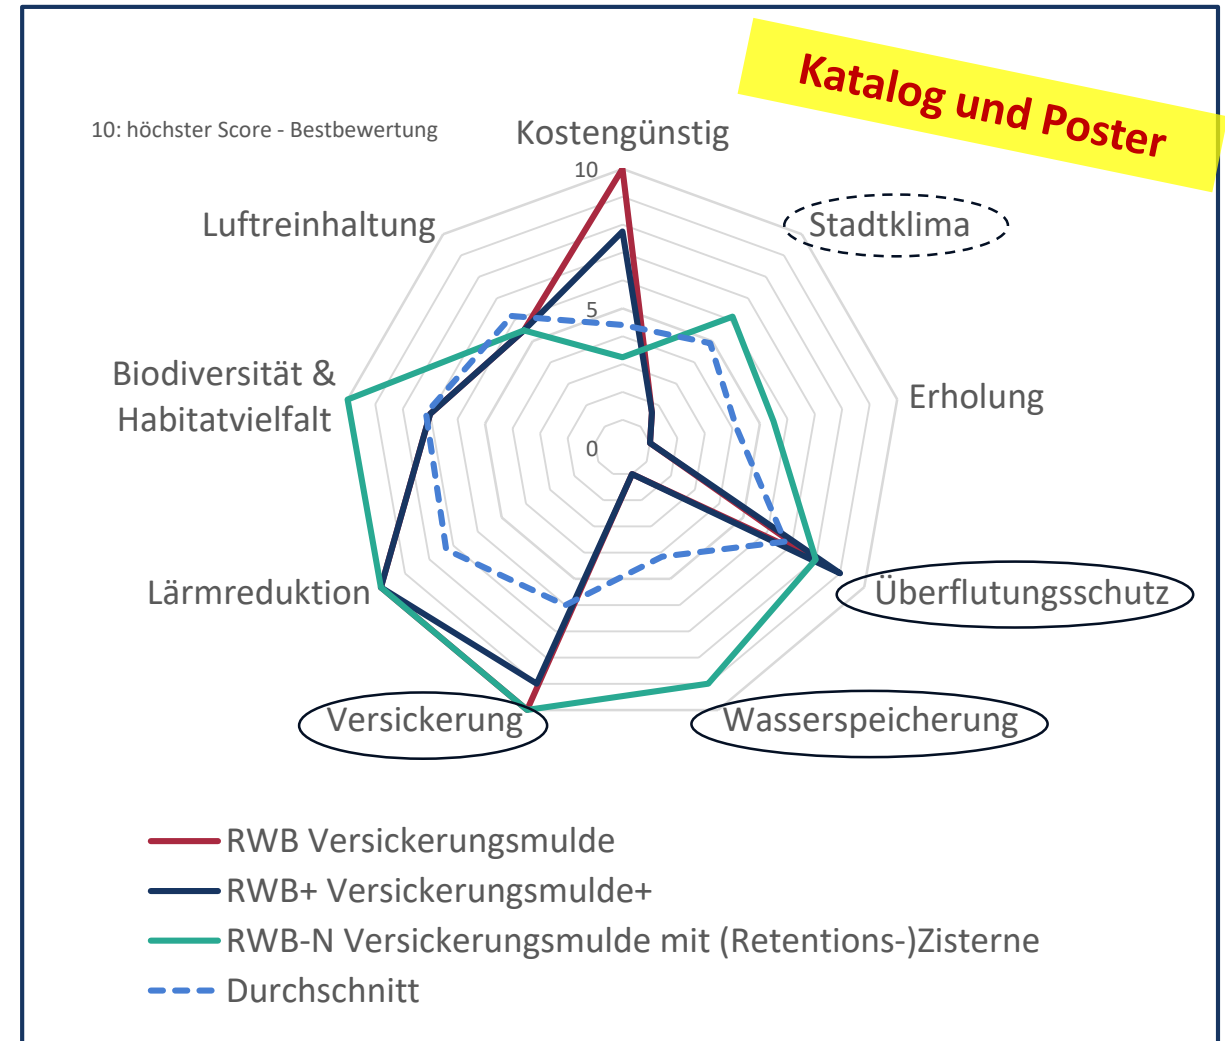 Katalog und Poster
10: höchster Score - Bestbewertung
Kostengünstig
10
Luftreinhaltung
Stadtklima
5
Biodiversität &
Habitatvielfalt
Erholung
0
Lärmreduktion
Überflutungsschutz
Versickerung
Wasserspeicherung
RWB Versickerungsmulde
RWB+ Versickerungsmulde+
RWB-N Versickerungsmulde mit (Retentions-)Zisterne
Durchschnitt